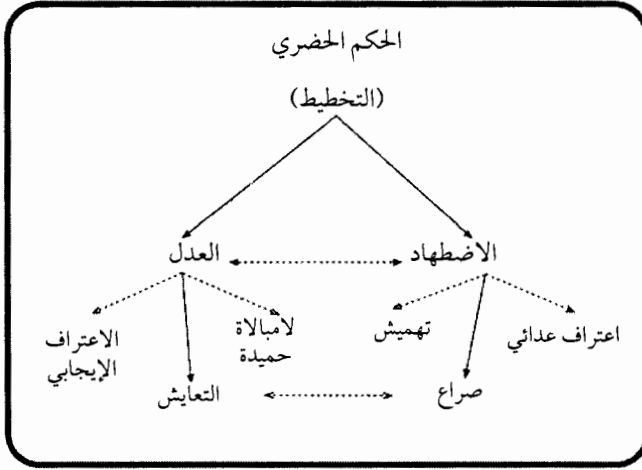 الحكم الحضري
(التخطيط)
الاضطهاد
العدل
اعتراف عدائي
تهميش
لامبالاة
حميدة
الاعتراف
الإيجابي
صراع
التعايش